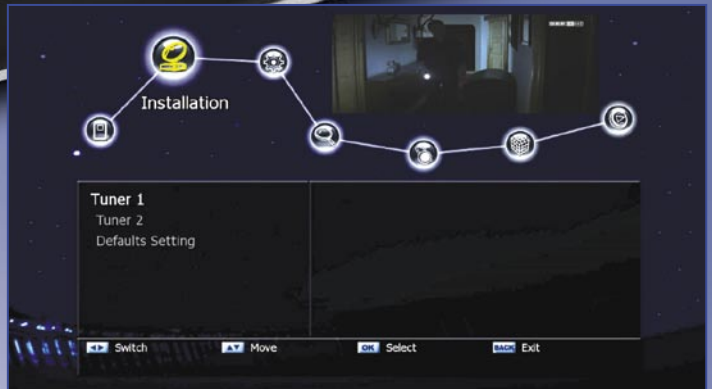 Installation
Tuner 1
Tuner 2
Defaults Setting
Switch
Move
OK Select
BACK Exit